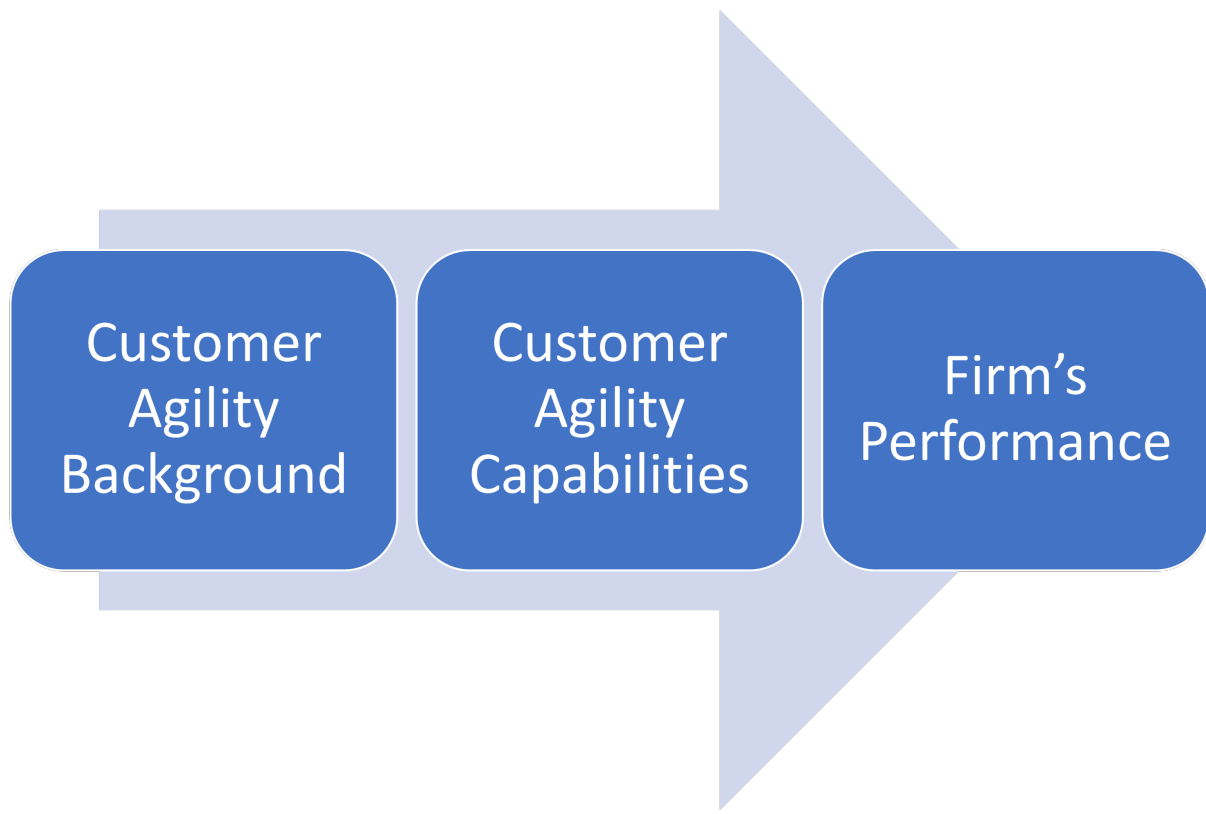 Customer
Agility
Background
Customer
Agility
Capabilities
Firm’s
Performance